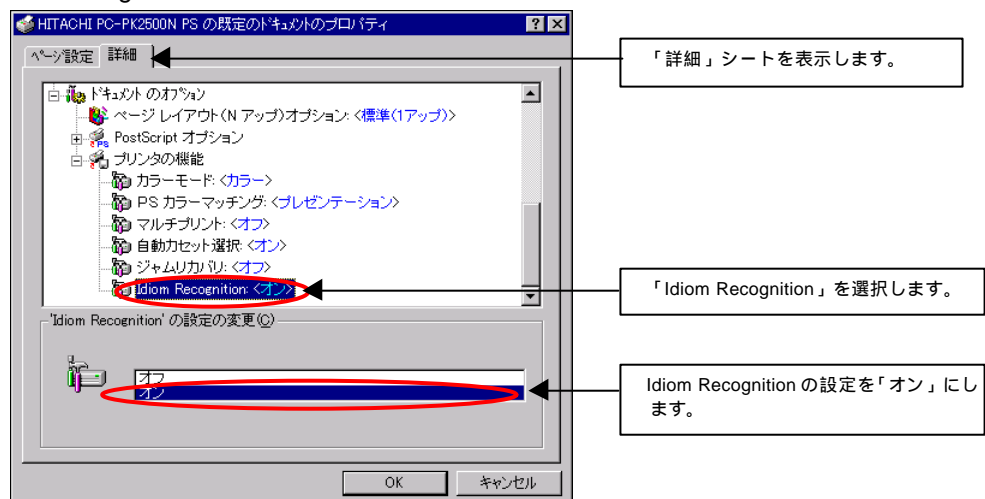 HITACHI PC-PK2500N PS の既定のドキュメントのプロパティ
ページ設定 詳細
「詳細」シートを表示します。
ドキュメント のオプション
ページ レイアウト(N アップ)オプション: <標準(1アップ)>
PostScript オプション
プリンタの機能
カラーモード: <カラー>
PS カラーマッチング: <プレゼンテーション>
マルチプリント: <オフ>
自動カセット選択: <オン>
ジャムリカバリ: <オフ>
Idiom Recognition: <オン>
「Idiom Recognition」を選択します。
'Idiom Recognition' の設定の変更(C)
オフ
オン
Idiom Recognition の設定を「オン」にし
ます。
OK キャンセル